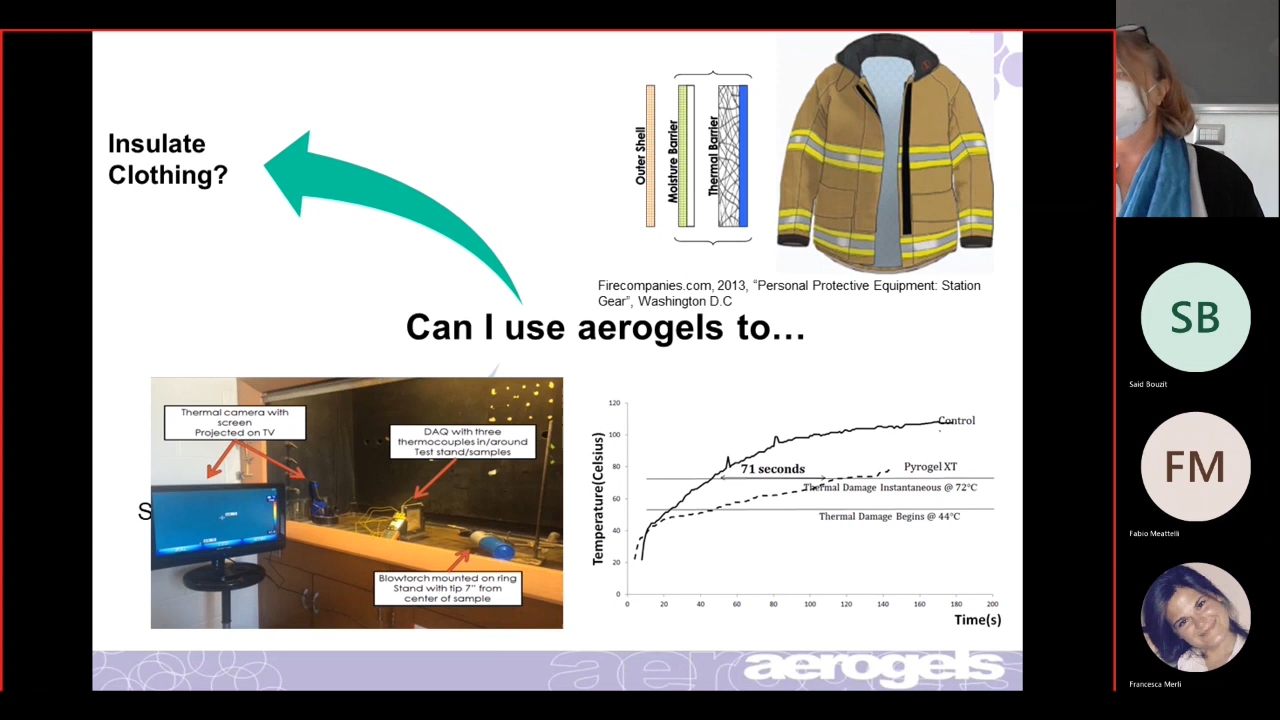 Insulate
Clothing?
Outer Shell
Moisture Barrier
Thermal Barrier
Firecompanies.com, 2013, “Personal Protective Equipment: Station
Gear”, Washington D.C
Can I use aerogels to…
Thermal camera with
screen
Projected on TV
DAQ with three
thermocouples in/around
Test stand/samples
Blowtorch mounted on ring
Stand with tip 7” from
center of sample
S
Temperature(Celsius)
120
100
80
60
40
20
0
0
20
40
60
80
100
120
140
160
180
200
Time(s)
Control
71 seconds
Pyrogel XT
Thermal Damage Instantaneous @ 72°C
Thermal Damage Begins @ 44°C
aerogels
SB
Said Bouzit
FM
Fabio Meattelli
Francesca Merli